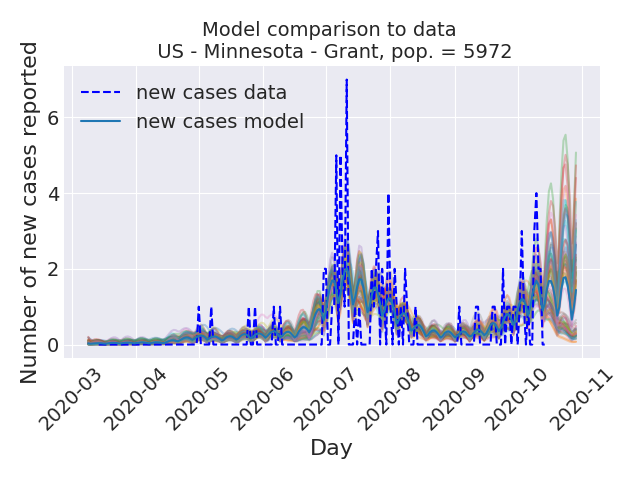 Model comparison to data
US - Minnesota - Grant, pop. = 5972
Number of new cases reported
new cases data
new cases model
6
4
2
0
2020-03
2020-04
2020-05
2020-06
2020-07
2020-08
2020-09
2020-10
2020-11
Day